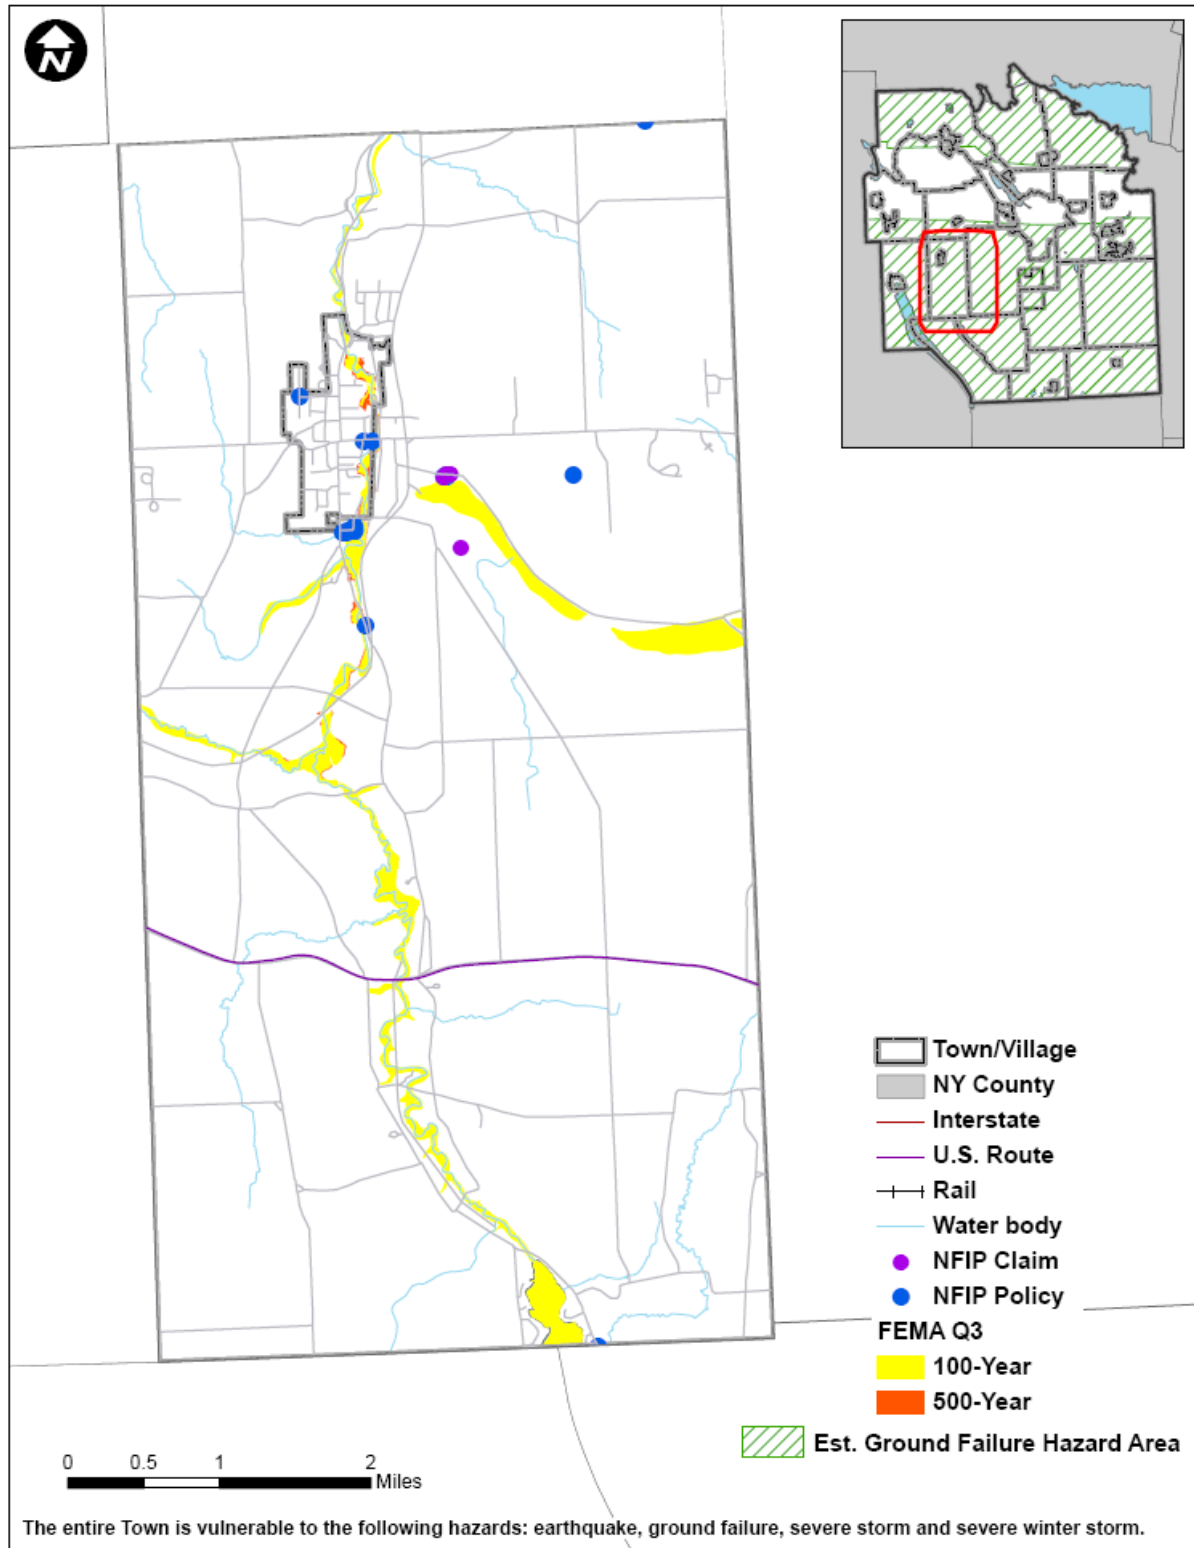 N
Town/Village
NY County
Interstate
U.S. Route
Rail
Water body
NFIP Claim
NFIP Policy
FEMA Q3
100-Year
500-Year
Est. Ground Failure Hazard Area
0 0.5 1 2
Miles
The entire Town is vulnerable to the following hazards: earthquake, ground failure, severe storm and severe winter storm.